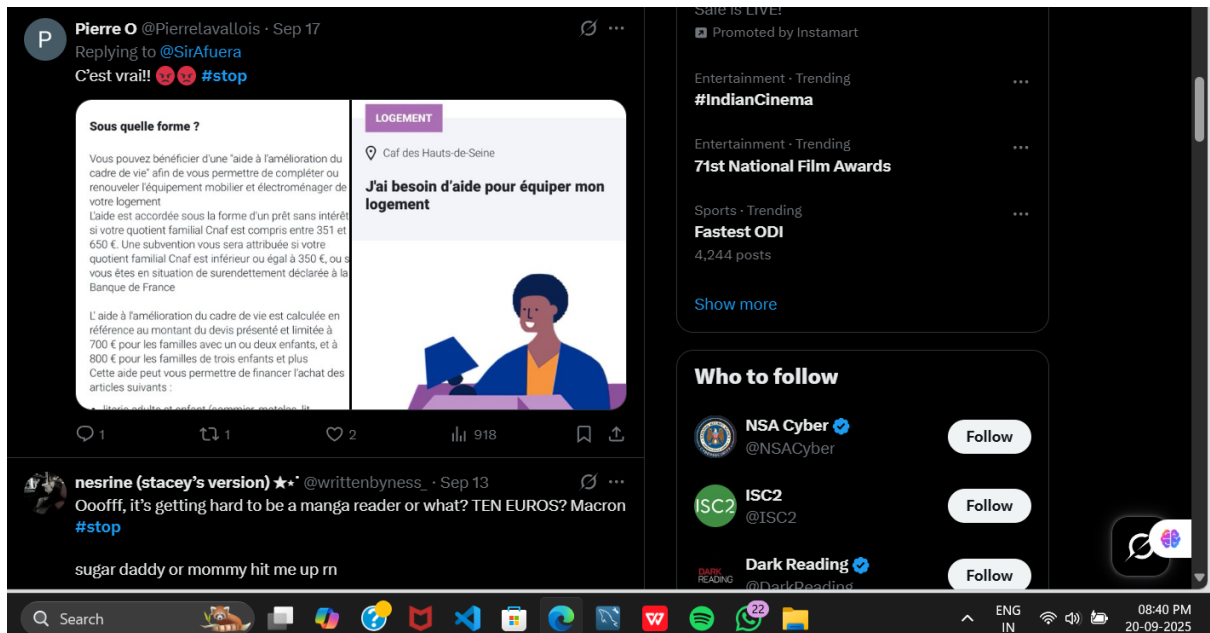 Sale is LIVE!
Promoted by Instamart
P
Pierre O @Pierrelavallois · Sep 17
Replying to @SirAfuera
C'est vrai!! 😡😡 #stop
Sous quelle forme ?
Vous pouvez bénéficier d'une "aide à l'amélioration du
cadre de vie" afin de vous permettre de compléter ou
renouveler l'équipement mobilier et électroménager de
votre logement
L'aide est accordée sous la forme d'un prêt sans intérêt
si votre quotient familial Cnaf est compris entre 351 et
650 €. Une subvention vous sera attribuée si votre
quotient familial Cnaf est inférieur ou égal à 350 €, ou s
vous êtes en situation de surendettement déclarée à la
Banque de France
L' aide à l'amélioration du cadre de vie est calculée en
référence au montant du devis présenté et limitée à
700 € pour les familles avec un ou deux enfants, et à
800 € pour les familles de trois enfants et plus
Cette aide peut vous permettre de financer l'achat des
articles suivants :
LOGEMENT
Caf des Hauts-de-Seine
J'ai besoin d'aide pour équiper mon
logement
1
1
2
918
nesrine (stacey's version) ★⋆˙ @writtenbyness_ · Sep 13
Ooofff, it's getting hard to be a manga reader or what? TEN EUROS? Macron
#stop
sugar daddy or mommy hit me up rn
Entertainment · Trending
#IndianCinema
Entertainment · Trending
71st National Film Awards
Sports · Trending
Fastest ODI
4,244 posts
Show more
Who to follow
NSA Cyber
@NSACyber
Follow
ISC2
ISC2
@ISC2
Follow
DARK
READING
Dark Reading
@DarkReading
Follow
Search
22
ENG
IN
08:40 PM
20-09-2025